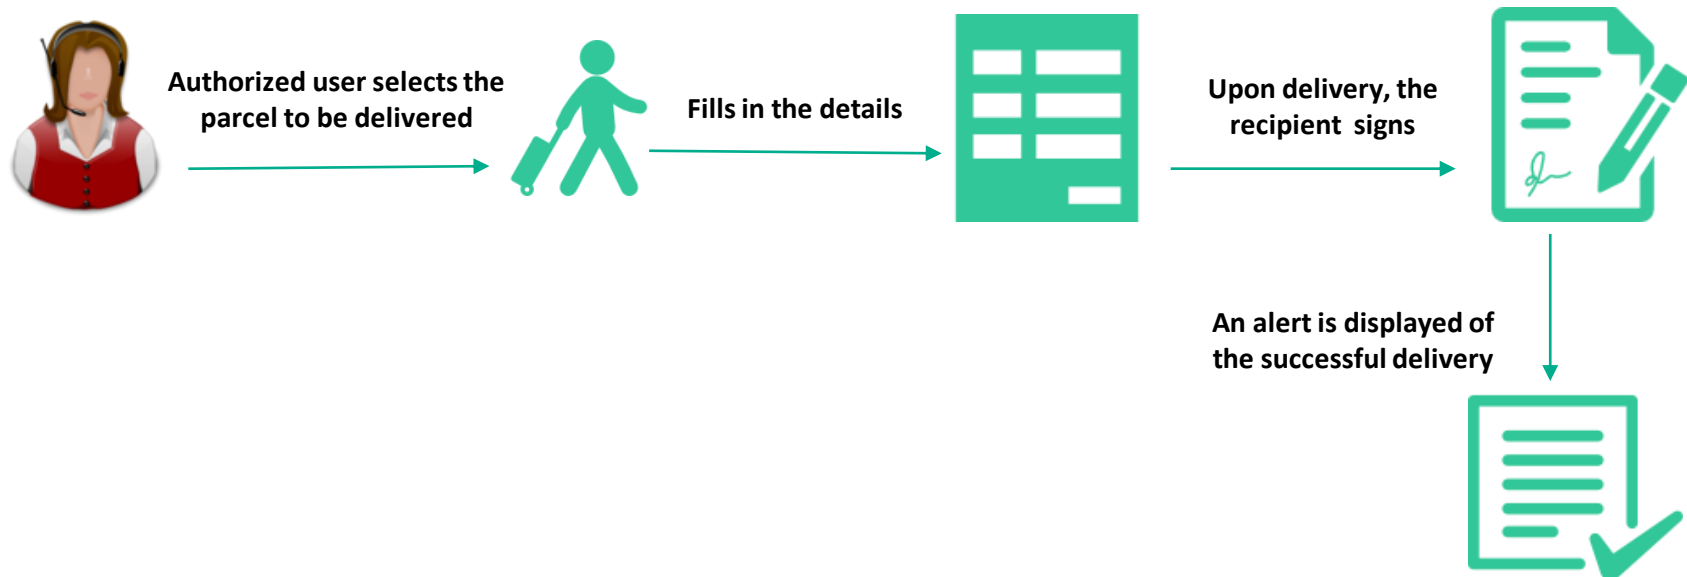 Authorized user selects the
parcel to be delivered
Fills in the details
Upon delivery, the
recipient signs
An alert is displayed of
the successful delivery